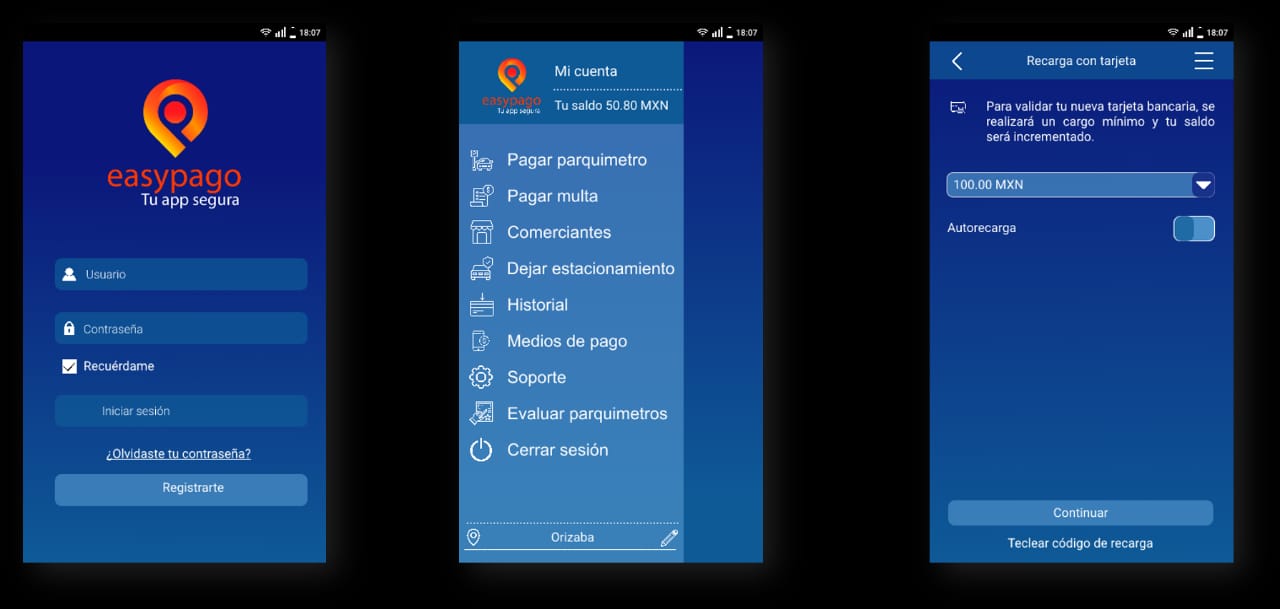 18:07
easypago
Tu app segura
Usuario
Contraseña
Recuérdame
Iniciar sesión
¿Olvidaste tu contraseña?
Registrarte
18:07
easypago
Tu app segura
Mi cuenta
Tu saldo 50.80 MXN
Pagar parquimetro
Pagar multa
Comerciantes
Dejar estacionamiento
Historial
Medios de pago
Soporte
Evaluar parquimetros
Cerrar sesión
Orizaba
18:07
Recarga con tarjeta
Para validar tu nueva tarjeta bancaria, se
realizará un cargo mínimo y tu saldo
será incrementado.
100.00 MXN
Autorecarga
Continuar
Teclear código de recarga